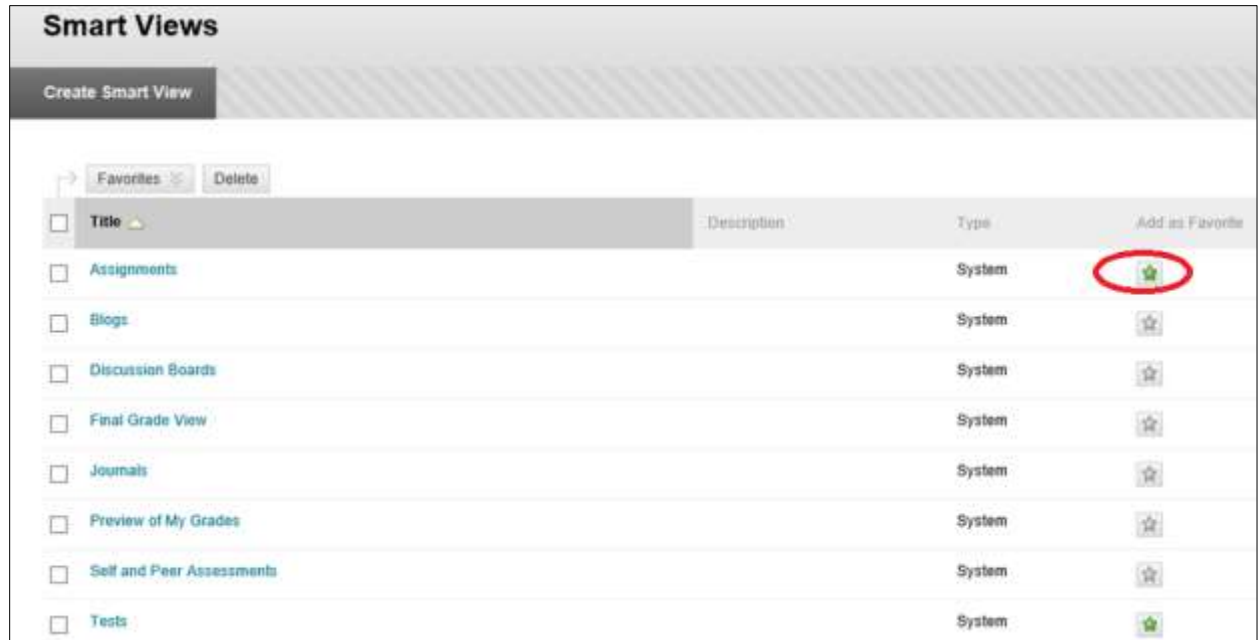 Smart Views
Create Smart View
Favorites Delete
Title Description Type Add as Favorite
Assignments System
Blogs System
Discussion Boards System
Final Grade View System
Journals System
Preview of My Grades System
Self and Peer Assessments System
Tests System